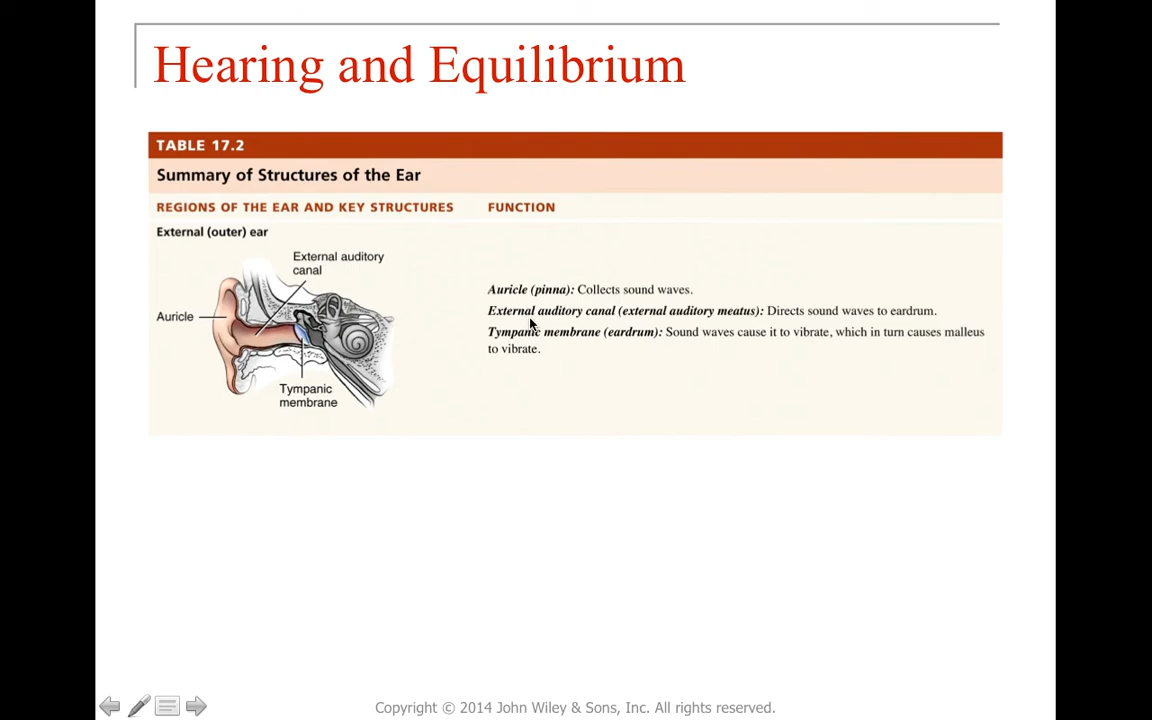 Hearing and Equilibrium
TABLE 17.2
Summary of Structures of the Ear
REGIONS OF THE EAR AND KEY STRUCTURES
FUNCTION
External (outer) ear
External auditory
canal
Auricle
Tympanic
membrane
Auricle (pinna): Collects sound waves.
External auditory canal (external auditory meatus): Directs sound waves to eardrum.
Tympanic membrane (eardrum): Sound waves cause it to vibrate, which in turn causes malleus
to vibrate.
Copyright © 2014 John Wiley & Sons, Inc. All rights reserved.